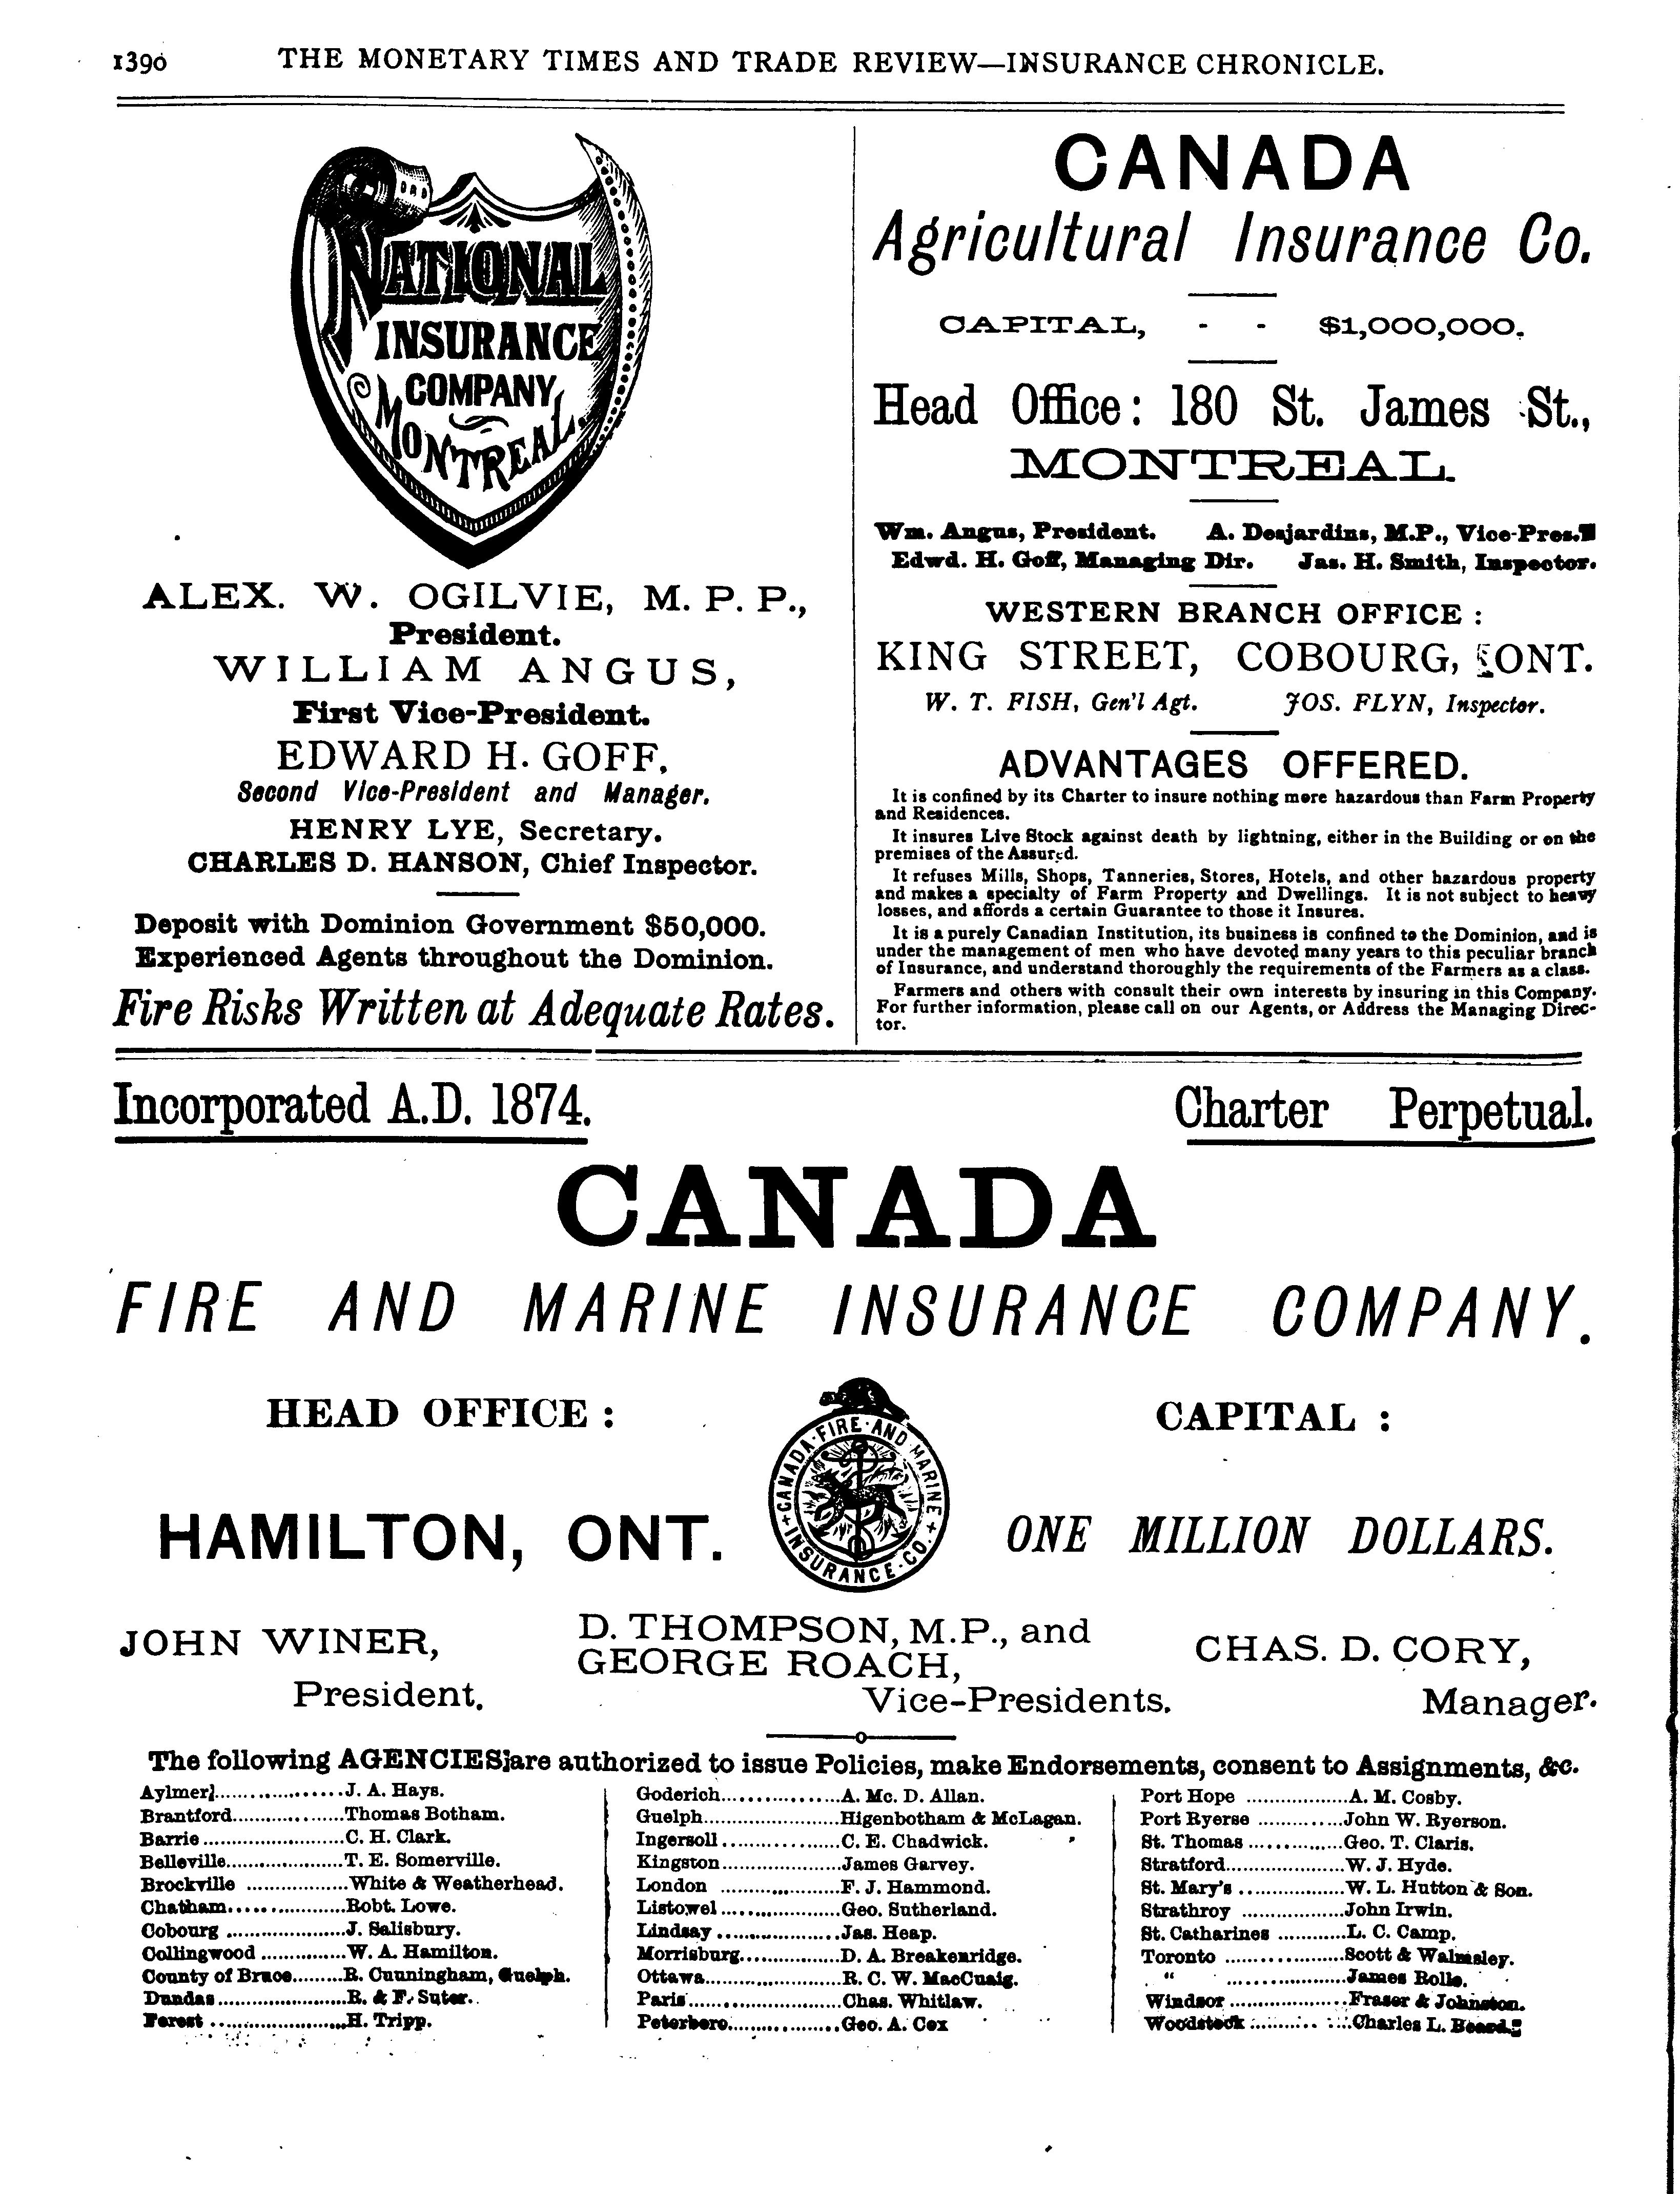 1390 THE MONETARY TIMES AND TRADE REVIEW—INSURANCE CHRONICLE.
NATIONAL
INSURANCE
COMPANY
MONTREAL.
ALEX. W. OGILVIE, M. P. P.,
President.
WILLIAM ANGUS,
First Vice-President.
EDWARD H. GOFF,
Second Vice-President and Manager.
HENRY LYE, Secretary.
CHARLES D. HANSON, Chief Inspector.
Deposit with Dominion Government $50,000.
Experienced Agents throughout the Dominion.
Fire Risks Written at Adequate Rates.
CANADA
Agricultural Insurance Co.
CAPITAL, - - $1,000,000.
Head Office: 180 St. James St.,
MONTREAL.
Wm. Angus, President. A. Desjardins, M.P., Vice-Pres.
Edwd. H. Goff, Managing Dir. Jas. H. Smith, Inspector.
WESTERN BRANCH OFFICE :
KING STREET, COBOURG, ONT.
W. T. FISH, Gen'l Agt. JOS. FLYN, Inspector.
ADVANTAGES OFFERED.
It is confined by its Charter to insure nothing more hazardous than Farm Property
and Residences.
It insures Live Stock against death by lightning, either in the Building or on the
premises of the Assured.
It refuses Mills, Shops, Tanneries, Stores, Hotels, and other hazardous property
and makes a specialty of Farm Property and Dwellings. It is not subject to heavy
losses, and affords a certain Guarantee to those it Insures.
It is a purely Canadian Institution, its business is confined to the Dominion, and is
under the management of men who have devoted many years to this peculiar branch
of Insurance, and understand thoroughly the requirements of the Farmers as a class.
Farmers and others with consult their own interests by insuring in this Company.
For further information, please call on our Agents, or Address the Managing Direc-
tor.
Incorporated A.D. 1874. Charter Perpetual.
CANADA
FIRE AND MARINE INSURANCE COMPANY.
HEAD OFFICE :
HAMILTON, ONT.
CANADA·FIRE·AND·MARINE
INSURANCE·CO.
CAPITAL :
ONE MILLION DOLLARS.
JOHN WINER,
President.
D. THOMPSON, M.P., and
GEORGE ROACH,
Vice-Presidents.
CHAS. D. CORY,
Manager.
The following AGENCIES are authorized to issue Policies, make Endorsements, consent to Assignments, &c.
Aylmer....................J. A. Hays.
Brantford.................Thomas Botham.
Barrie.......................C. H. Clark.
Belleville.....................T. E. Somerville.
Brockville .................White & Weatherhead.
Chatham....................Robt. Lowe.
Cobourg .....................J. Salisbury.
Collingwood ..............W. A. Hamilton.
County of Bruce.........R. Cunningham, Guelph.
Dundas.......................R. & F. Suter.
Forest .......................H. Tripp.
Goderich....................A. Mc. D. Allan.
Guelph.......................Higenbotham & McLagan.
Ingersoll....................C. E. Chadwick.
Kingston....................James Garvey.
London .....................F. J. Hammond.
Listowel.....................Geo. Sutherland.
Lindsay.....................Jas. Heap.
Morrisburg.................D. A. Breakenridge.
Ottawa.......................R. C. W. MacCuaig.
Paris..........................Chas. Whitlaw.
Peterboro...................Geo. A. Cox
Port Hope .................A. M. Cosby.
Port Ryerse ..............John W. Ryerson.
St. Thomas ................Geo. T. Claris.
Stratford....................W. J. Hyde.
St. Mary's ..................W. L. Hutton & Son.
Strathroy .................John Irwin.
St. Catharines ...........L. C. Camp.
Toronto ....................Scott & Walmsley.
“ ....................James Rolls.
Windsor ....................Fraser & Johnston.
Woodstock .................Charles L. Beard.